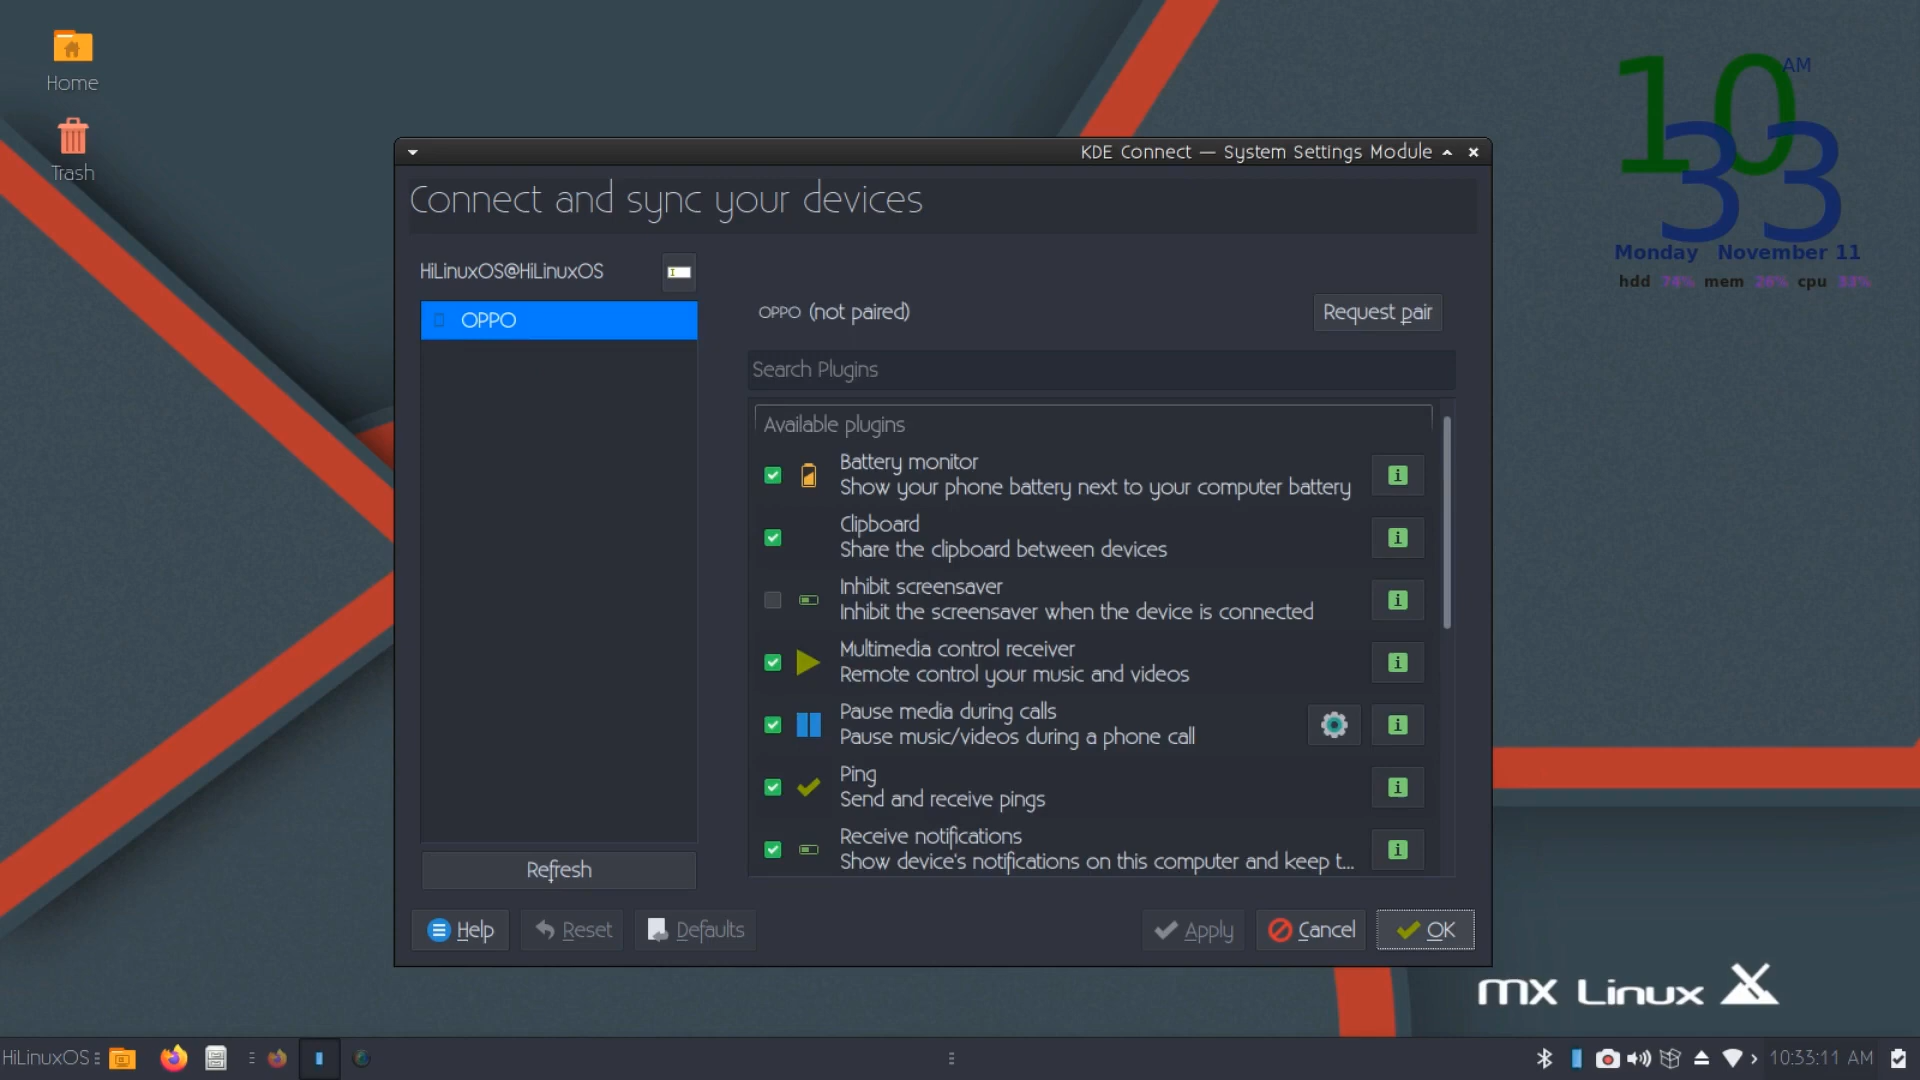 Home
Trash
10 AM
33
Monday November 11
hdd 74% mem 26% cpu 33%
KDE Connect — System Settings Module
Connect and sync your devices
HiLinuxOS@HiLinuxOS
OPPO
OPPO (not paired)
Request pair
Search Plugins
Available plugins
Battery monitor
Show your phone battery next to your computer battery
Clipboard
Share the clipboard between devices
Inhibit screensaver
Inhibit the screensaver when the device is connected
Multimedia control receiver
Remote control your music and videos
Pause media during calls
Pause music/videos during a phone call
Ping
Send and receive pings
Receive notifications
Show device's notifications on this computer and keep t...
Refresh
Help
Reset
Defaults
Apply
Cancel
OK
MX Linux
HiLinuxOS
10:33:11 AM